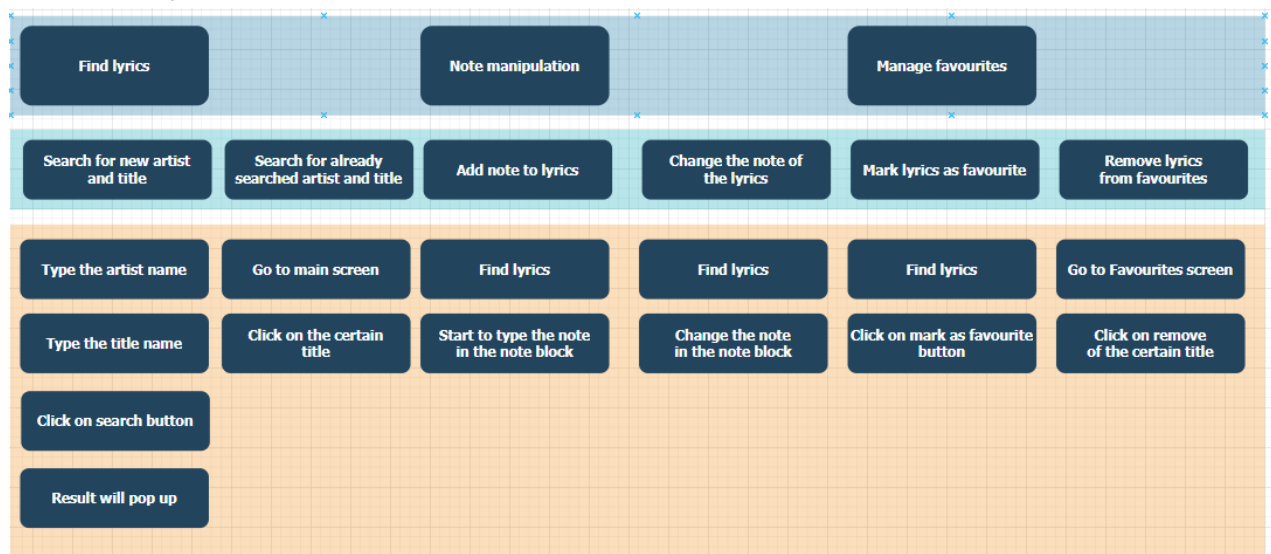 Find lyrics
Note manipulation
Manage favourites
Search for new artist
and title
Search for already
searched artist and title
Add note to lyrics
Change the note of
the lyrics
Mark lyrics as favourite
Remove lyrics
from favourites
Type the artist name
Go to main screen
Find lyrics
Find lyrics
Find lyrics
Go to Favourites screen
Type the title name
Click on the certain
title
Start to type the note
in the note block
Change the note
in the note block
Click on mark as favourite
button
Click on remove
of the certain title
Click on search button
Result will pop up